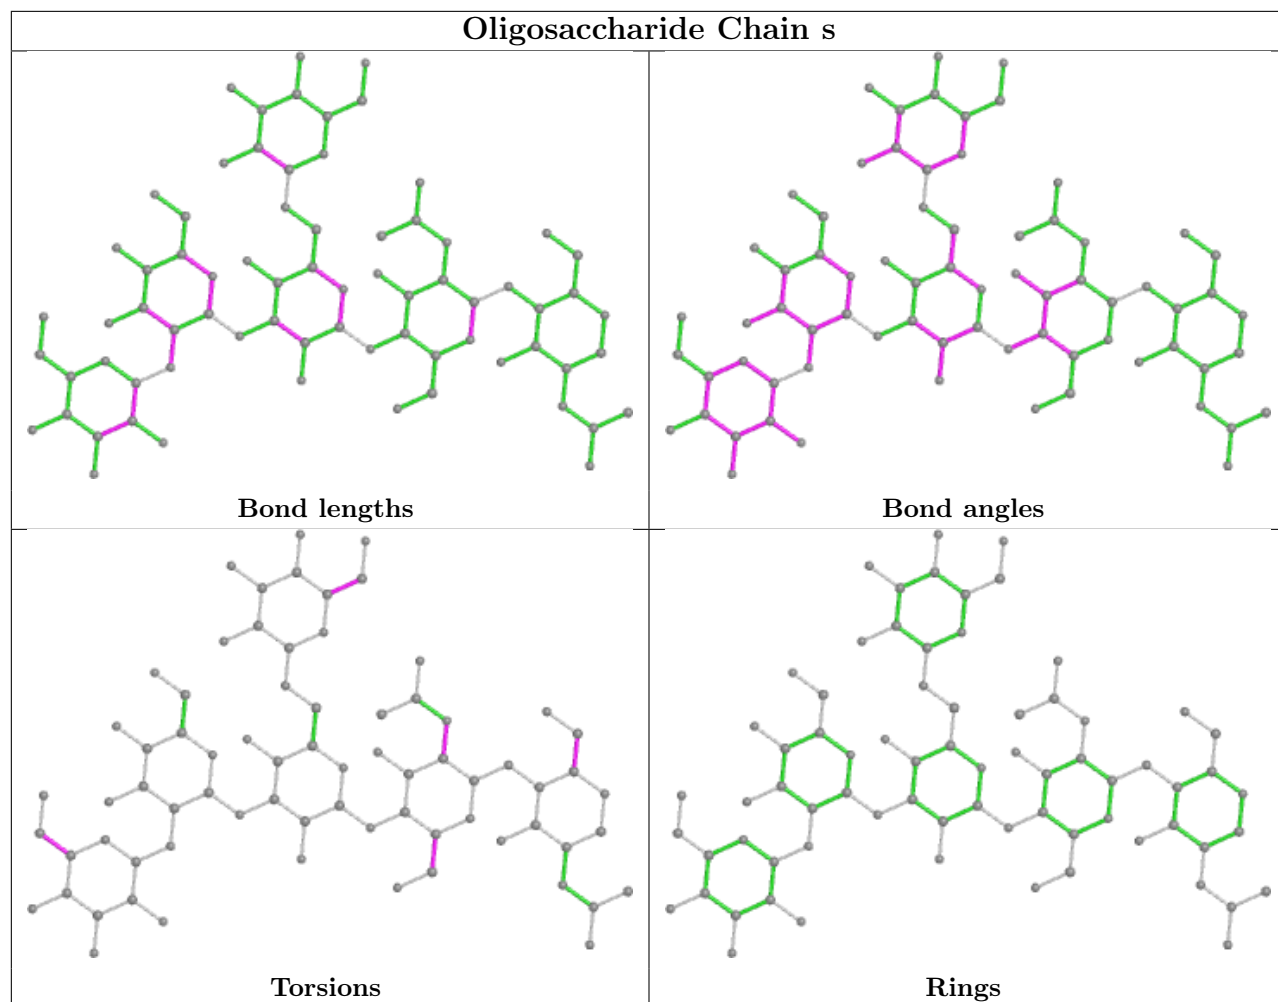 Oligosaccharide Chain s
Bond lengths
Bond angles
Torsions
Rings